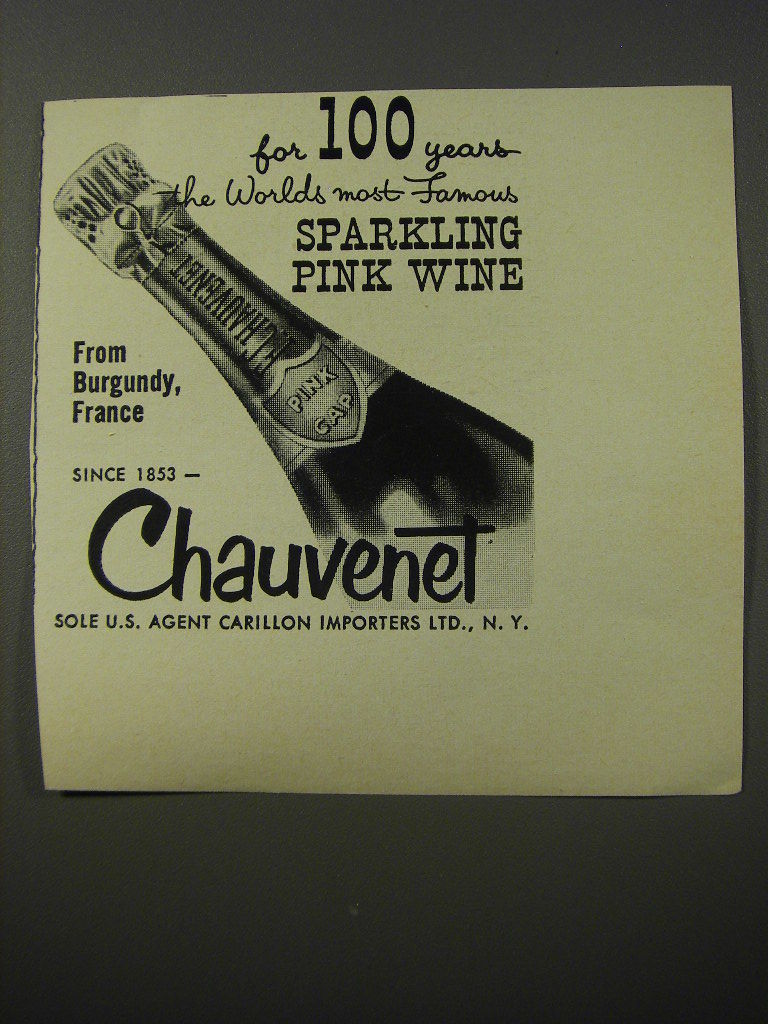 for 100 years
the Worlds most Famous
SPARKLING
PINK WINE
F. CHAUVENET
PINK
CAP
From
Burgundy,
France
SINCE 1853 —
Chauvenet
SOLE U.S. AGENT CARILLON IMPORTERS LTD., N. Y.